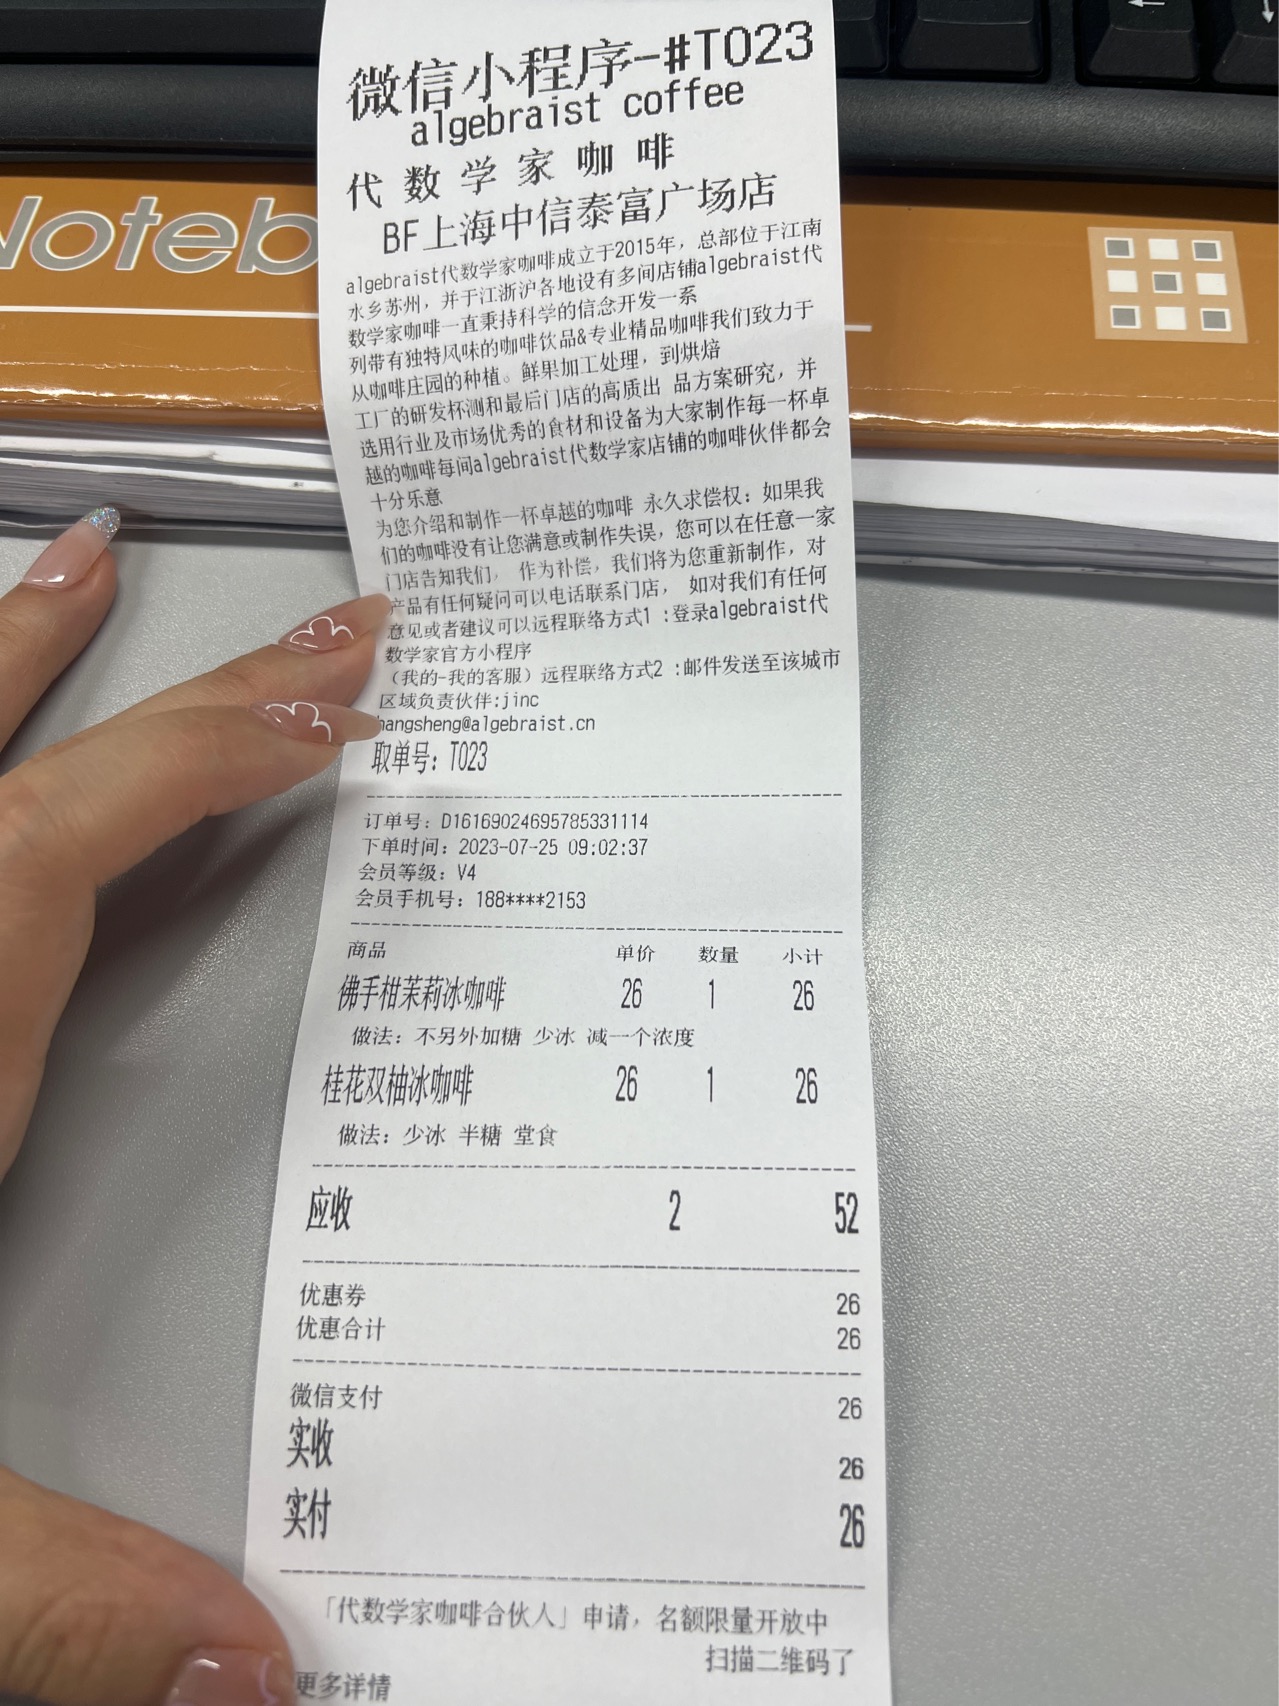 微信小程序-#T023
algebraist coffee
代数学家咖啡
BF上海中信泰富广场店
algebraist代数学家咖啡成立于2015年，总部位于江南
水乡苏州，并于江浙沪各地设有多间店铺algebraist代
数学家咖啡一直秉持科学的信念开发一系
列带有独特风味的咖啡饮品&专业精品咖啡我们致力于
从咖啡庄园的种植。鲜果加工处理，到烘焙
工厂的研发杯测和最后门店的高质出 品方案研究，并
选用行业及市场优秀的食材和设备为大家制作每一杯卓
越的咖啡每间algebraist代数学家店铺的咖啡伙伴都会
十分乐意
为您介绍和制作一杯卓越的咖啡 永久求偿权：如果我
们的咖啡没有让您满意或制作失误，您可以在任意一家
门店告知我们， 作为补偿，我们将为您重新制作，对
产品有任何疑问可以电话联系门店， 如对我们有任何
意见或者建议可以远程联络方式1 :登录algebraist代
数学家官方小程序
（我的-我的客服）远程联络方式2 :邮件发送至该城市
区域负责伙伴:jinc
hangsheng@algebraist.cn
取单号：T023
订单号：D16169024695785331114
下单时间：2023-07-25 09:02:37
会员等级：V4
会员手机号：188****2153
商品 单价 数量 小计
佛手柑茉莉冰咖啡 26 1 26
做法：不另外加糖 少冰 减一个浓度
桂花双柚冰咖啡 26 1 26
做法：少冰 半糖 堂食
应收 2 52
优惠券 26
优惠合计 26
微信支付 26
实收 26
实付 26
「代数学家咖啡合伙人」申请，名额限量开放中
扫描二维码了
更多详情
Noteb